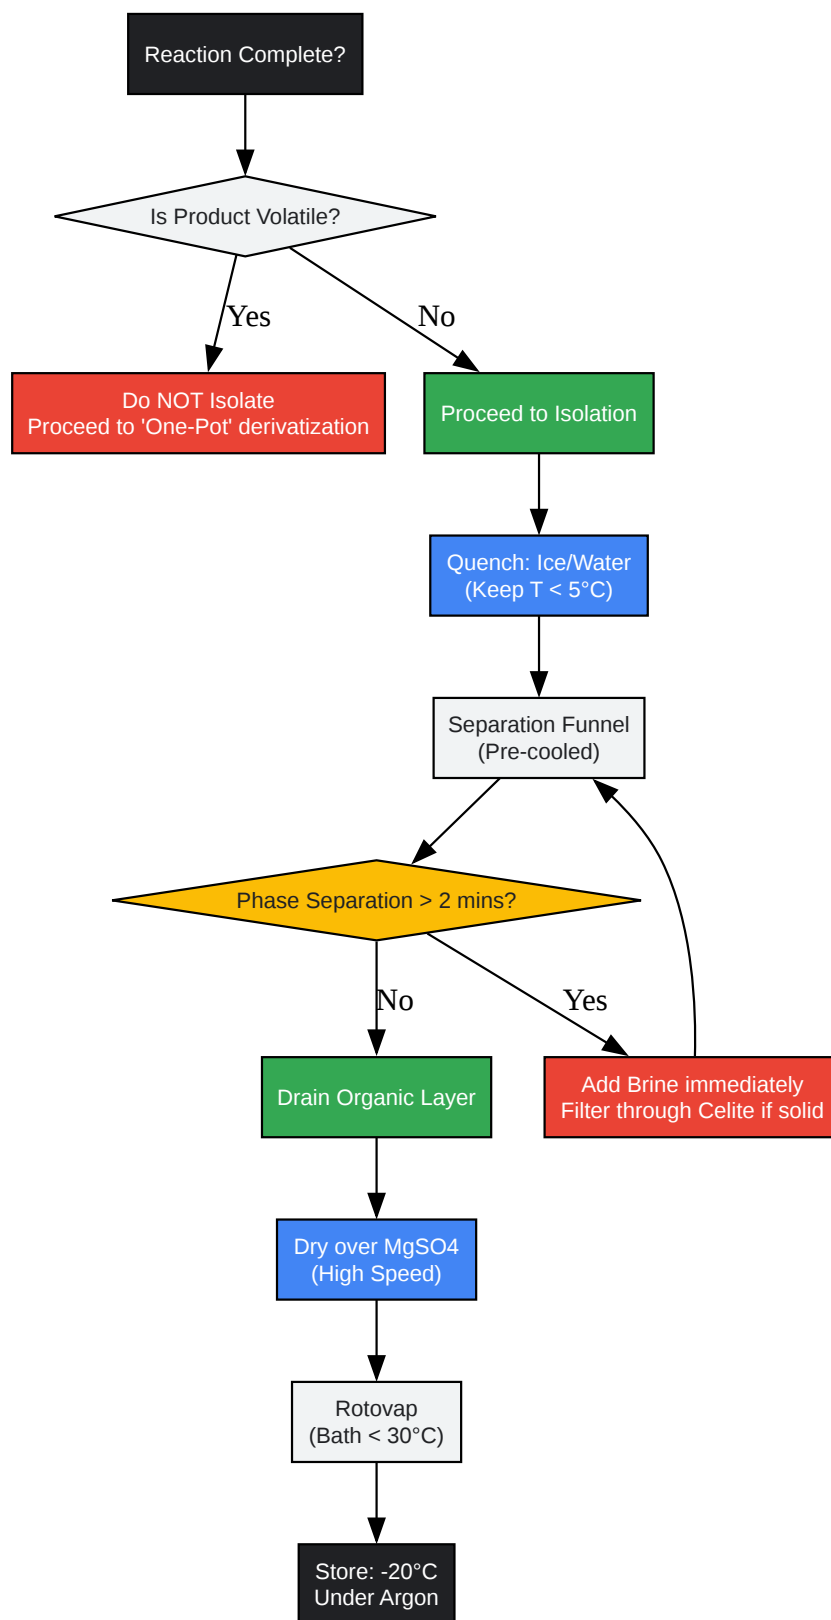 Reaction Complete?
Is Product Volatile?
Yes
No
Do NOT Isolate
Proceed to 'One-Pot' derivatization
Proceed to Isolation
Quench: Ice/Water
(Keep T < 5°C)
Separation Funnel
(Pre-cooled)
Phase Separation > 2 mins?
No
Yes
Drain Organic Layer
Add Brine immediately
Filter through Celite if solid
Dry over MgSO4
(High Speed)
Rotovap
(Bath < 30°C)
Store: -20°C
Under Argon